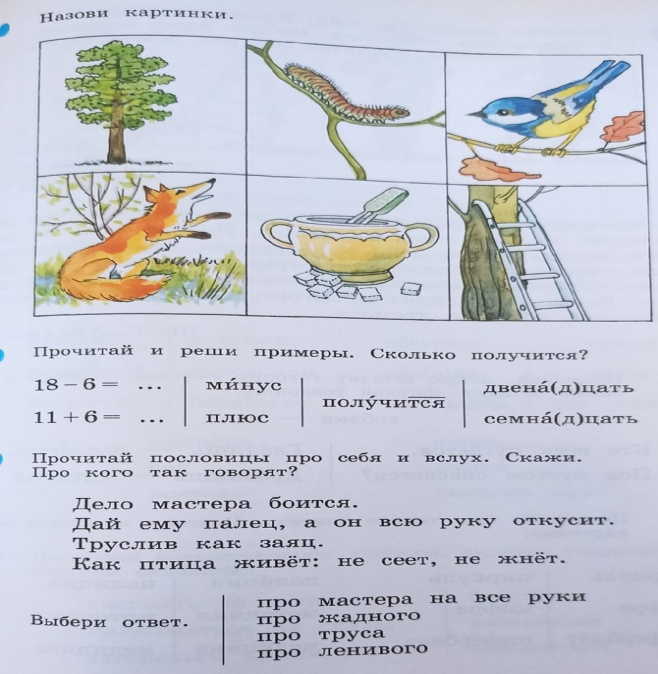 Назови картинки.
Прочитай и реши примеры. Сколько получится?
18 – 6 = ... | ми́нус | полу́чится | двена́(д)цать
11 + 6 = ... | плюс | семна́(д)цать
Прочитай пословицы про себя и вслух. Скажи.
Про кого так говорят?
Дело мастера боится.
Дай ему палец, а он всю руку откусит.
Труслив как заяц.
Как птица живёт: не сеет, не жнёт.
Выбери ответ.
про мастера на все руки
про жадного
про труса
про ленивого